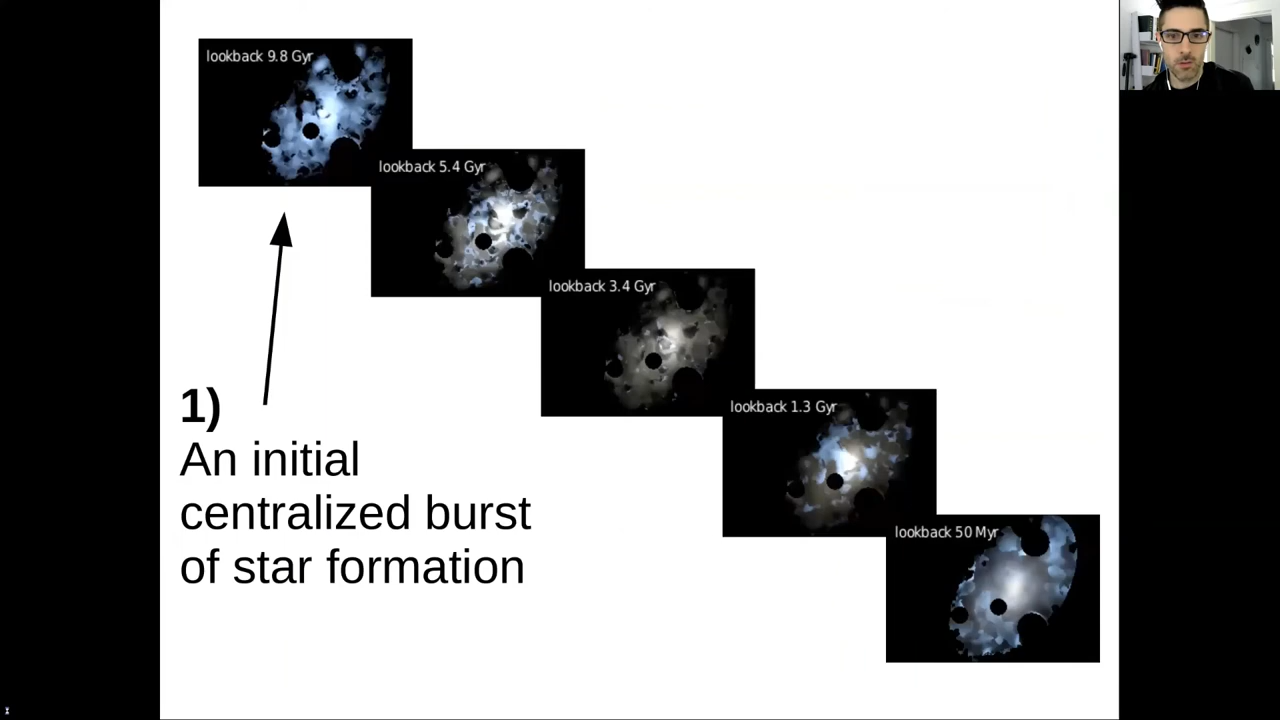 lookback 9.8 Gyr
lookback 5.4 Gyr
lookback 3.4 Gyr
lookback 1.3 Gyr
lookback 50 Myr
1)
An initial
centralized burst
of star formation